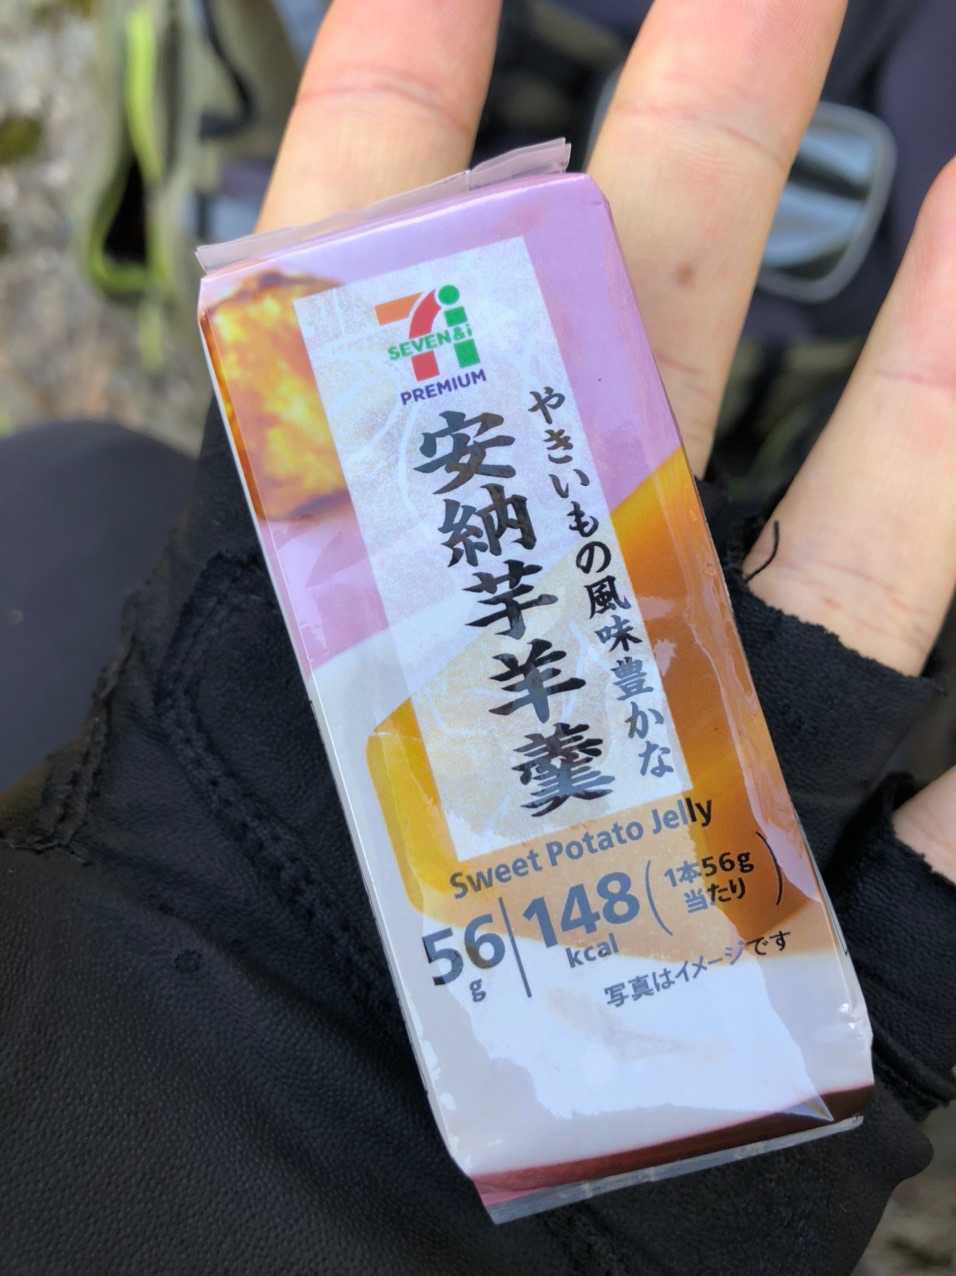 7i
SEVEN&i
PREMIUM
やきいもの風味豊かな
安納芋羊羹
Sweet Potato Jelly
56g
148kcal
(1本56g
当たり)
写真はイメージです